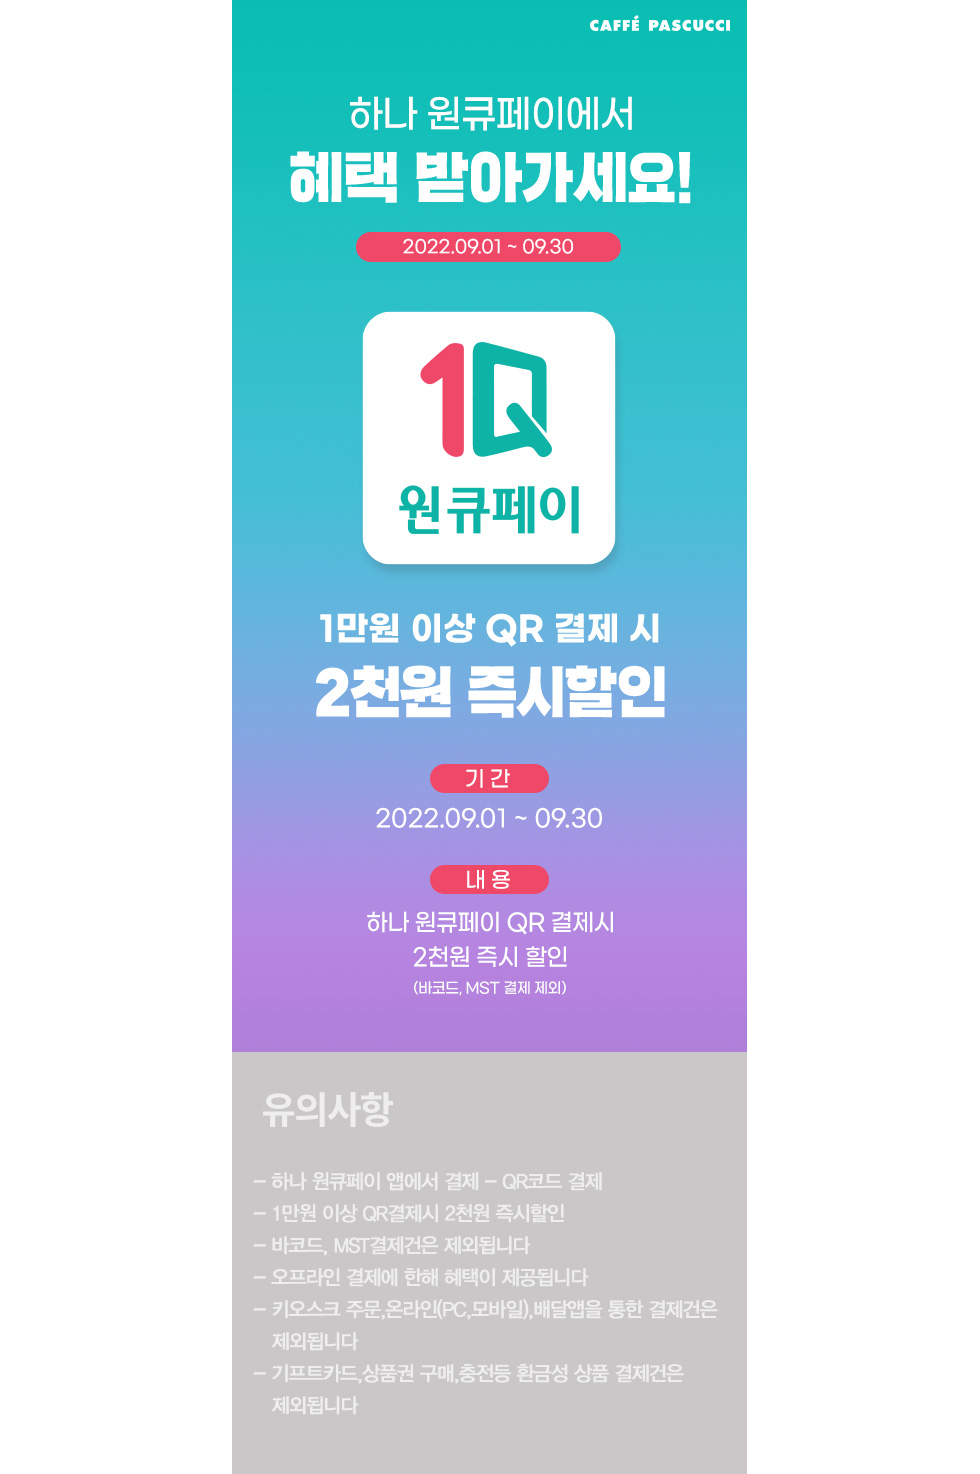 CAFFÉ PASCUCCI
하나 원큐페이에서
혜택 받아가세요!
2022.09.01 ~ 09.30
1Q
원큐페이
1만원 이상 QR 결제 시
2천원 즉시할인
기 간
2022.09.01 ~ 09.30
내 용
하나 원큐페이 QR 결제시
2천원 즉시 할인
(바코드, MST 결제 제외)
유의사항
- 하나 원큐페이 앱에서 결제 - QR코드 결제
- 1만원 이상 QR결제시 2천원 즉시할인
- 바코드, MST결제건은 제외됩니다
- 오프라인 결제에 한해 혜택이 제공됩니다
- 키오스크 주문,온라인(PC,모바일),배달앱을 통한 결제건은
제외됩니다
- 기프트카드,상품권 구매,충전등 환금성 상품 결제건은
제외됩니다